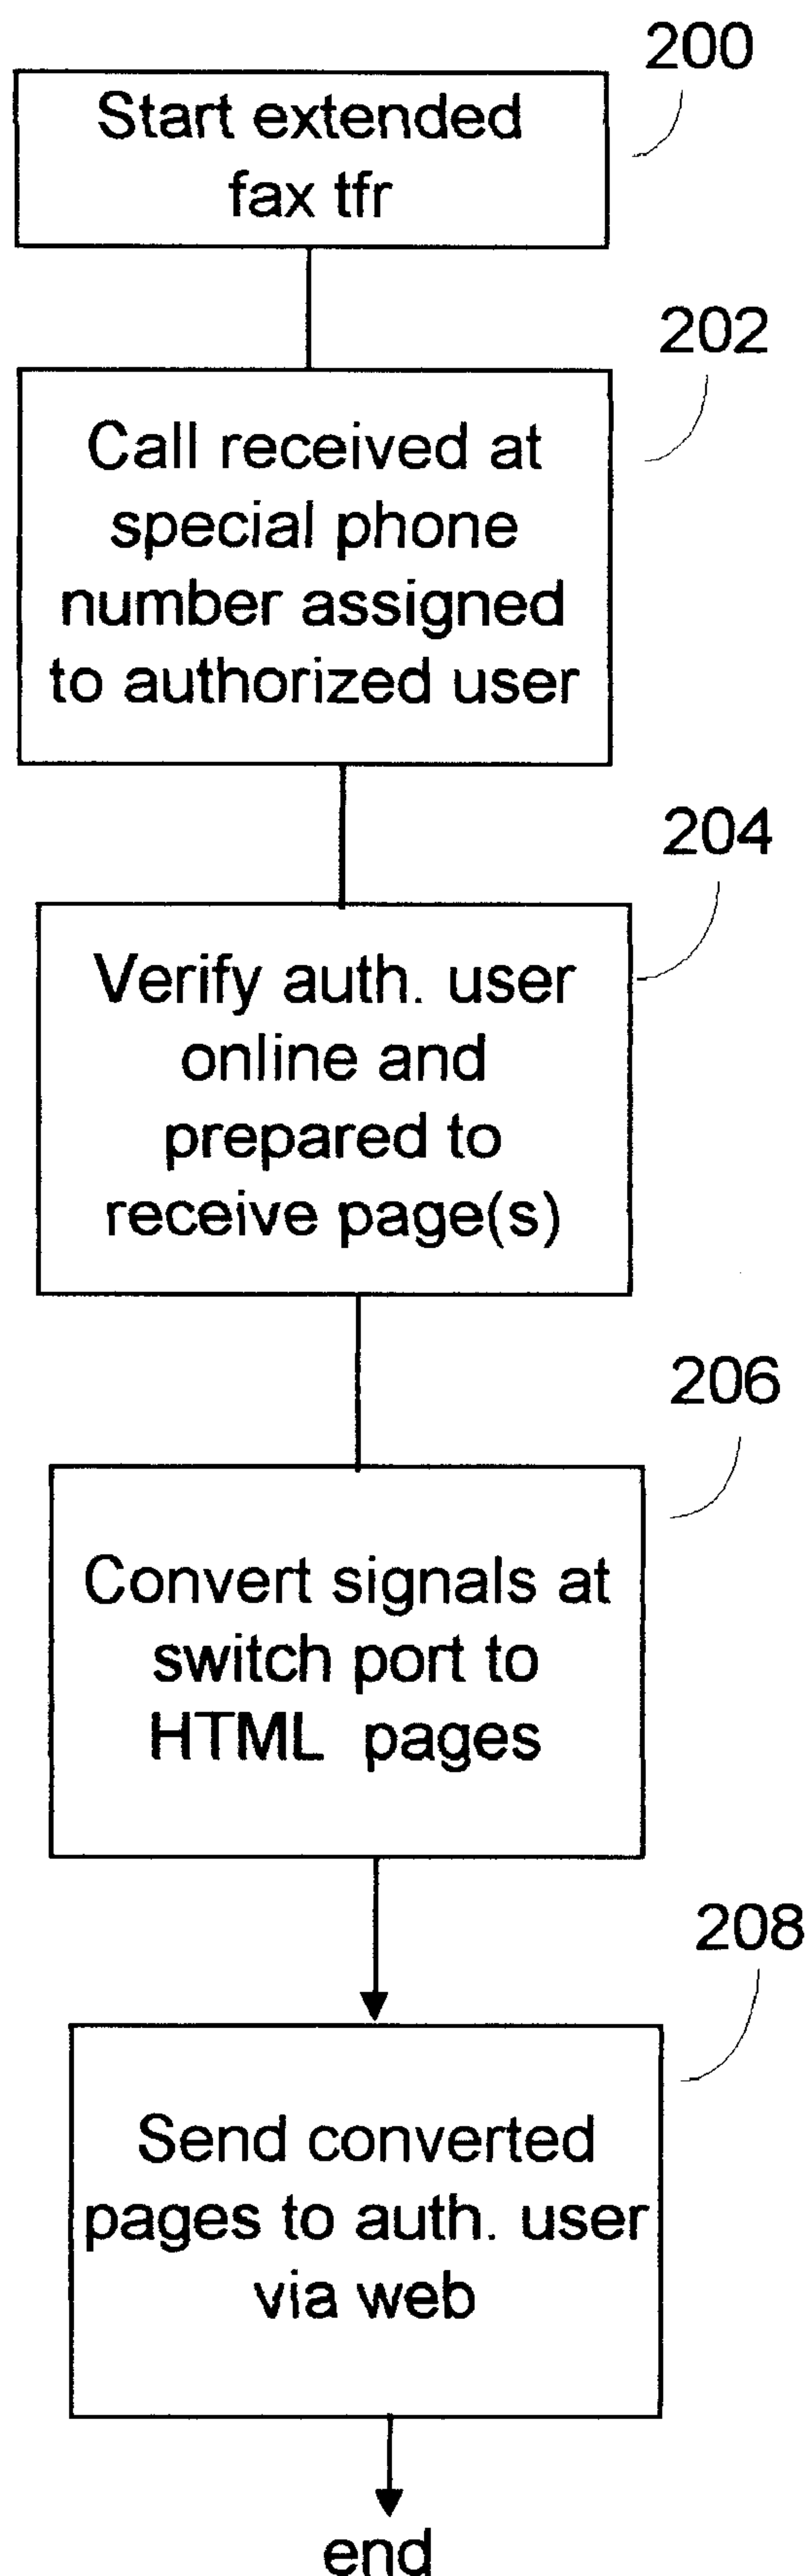 200
Start extended
fax tfr
202
Call received at
special phone
number assigned
to authorized user
204
Verify auth. user
online and
prepared to
receive page(s)
206
Convert signals at
switch port to
HTML pages
208
Send converted
pages to auth. user
via web
end